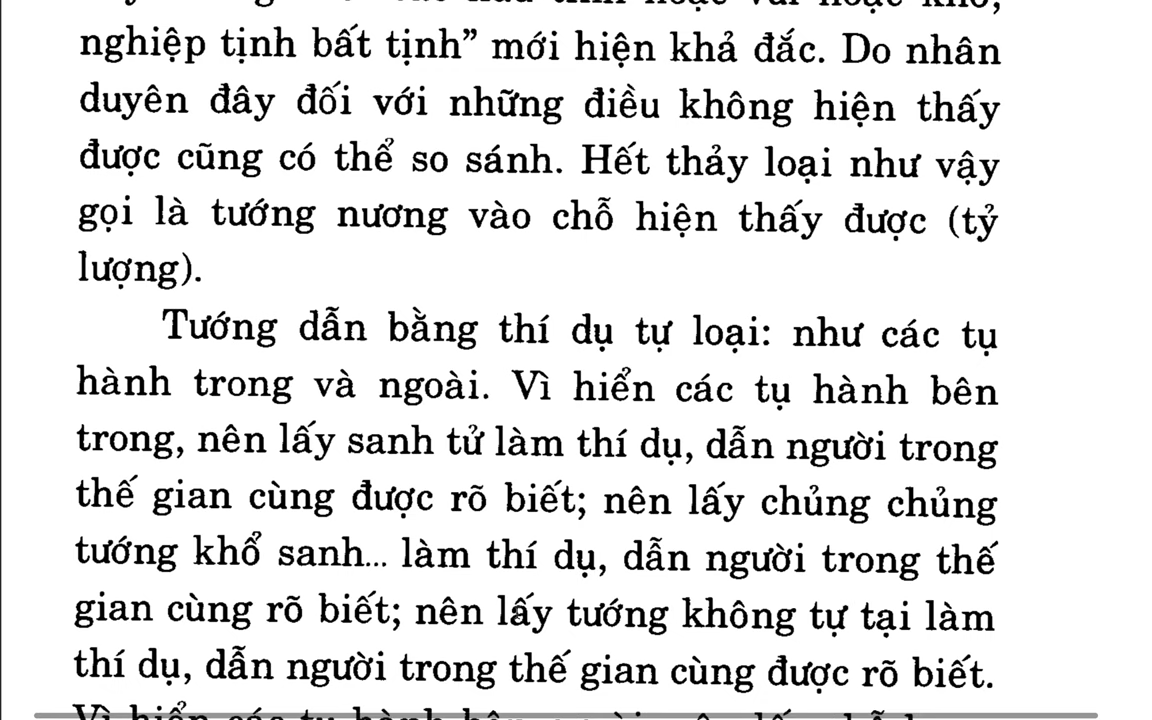 nghiệp tịnh bất tịnh” mới hiện khả đắc. Do nhân
duyên đây đối với những điều không hiện thấy
được cũng có thể so sánh. Hết thảy loại như vậy
gọi là tướng nương vào chỗ hiện thấy được (tỷ
lượng).
Tướng dẫn bằng thí dụ tự loại: như các tụ
hành trong và ngoài. Vì hiển các tụ hành bên
trong, nên lấy sanh tử làm thí dụ, dẫn người trong
thế gian cùng được rõ biết; nên lấy chủng chủng
tướng khổ sanh... làm thí dụ, dẫn người trong thế
gian cùng rõ biết; nên lấy tướng không tự tại làm
thí dụ, dẫn người trong thế gian cùng được rõ biết.
Vì hiển các tụ hành bên